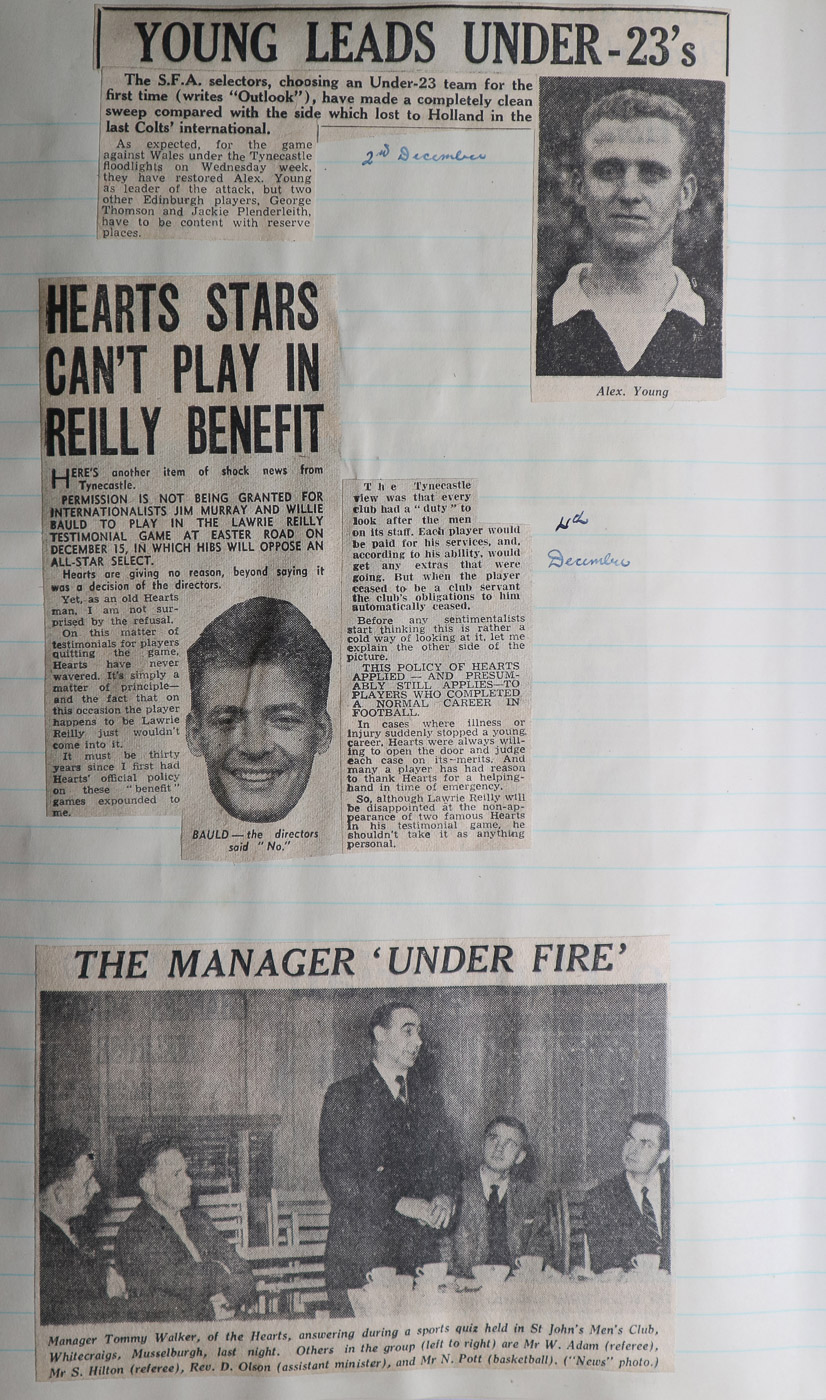 YOUNG LEADS UNDER-23's
The S.F.A. selectors, choosing an Under-23 team for the
first time (writes "Outlook"), have made a completely clean
sweep compared with the side which lost to Holland in the
last Colts' international.
As expected, for the game
against Wales under the Tynecastle
floodlights on Wednesday week,
they have restored Alex. Young
as leader of the attack, but two
other Edinburgh players, George
Thomson and Jackie Plenderleith,
have to be content with reserve
places.
2nd December
Alex. Young
HEARTS STARS
CAN'T PLAY IN
REILLY BENEFIT
HERE'S another item of shock news from
Tynecastle.
PERMISSION IS NOT BEING GRANTED FOR
INTERNATIONALISTS JIM MURRAY AND WILLIE
BAULD TO PLAY IN THE LAWRIE REILLY
TESTIMONIAL GAME AT EASTER ROAD ON
DECEMBER 15, IN WHICH HIBS WILL OPPOSE AN
ALL-STAR SELECT.
Hearts are giving no reason, beyond saying it
was a decision of the directors.
Yet, as an old Hearts
man, I am not sur-
prised by the refusal.
On this matter of
testimonials for players
quitting the game,
Hearts have never
wavered. It's simply a
matter of principle—
and the fact that on
this occasion the player
happens to be Lawrie
Reilly just wouldn't
come into it.
It must be thirty
years since I first had
Hearts' official policy
on these "benefit"
games expounded to
me.
BAULD — the directors
said "No."
The Tynecastle
view was that every
club had a "duty" to
look after the men
on its staff. Each player would
be paid for his services, and,
according to his ability, would
get any extras that were
going. But when the player
ceased to be a club servant
the club's obligations to him
automatically ceased.
Before any sentimentalists
start thinking this is rather a
cold way of looking at it, let me
explain the other side of the
picture.
THIS POLICY OF HEARTS
APPLIED — AND PRESUM-
ABLY STILL APPLIES—TO
PLAYERS WHO COMPLETED
A NORMAL CAREER IN
FOOTBALL.
In cases where illness or
injury suddenly stopped a young
career, Hearts were always will-
ing to open the door and judge
each case on its merits. And
many a player has had reason
to thank Hearts for a helping-
hand in time of emergency.
So, although Lawrie Reilly will
be disappointed at the non-ap-
pearance of two famous Hearts
in his testimonial game, he
shouldn't take it as anything
personal.
4th
December
THE MANAGER 'UNDER FIRE'
Manager Tommy Walker, of the Hearts, answering during a sports quiz held in St John's Men's Club,
Whitecraigs, Musselburgh, last night. Others in the group (left to right) are Mr W. Adam (referee),
Mr S. Hilton (referee), Rev. D. Olson (assistant minister), and Mr N. Pott (basketball). ("News" photo.)